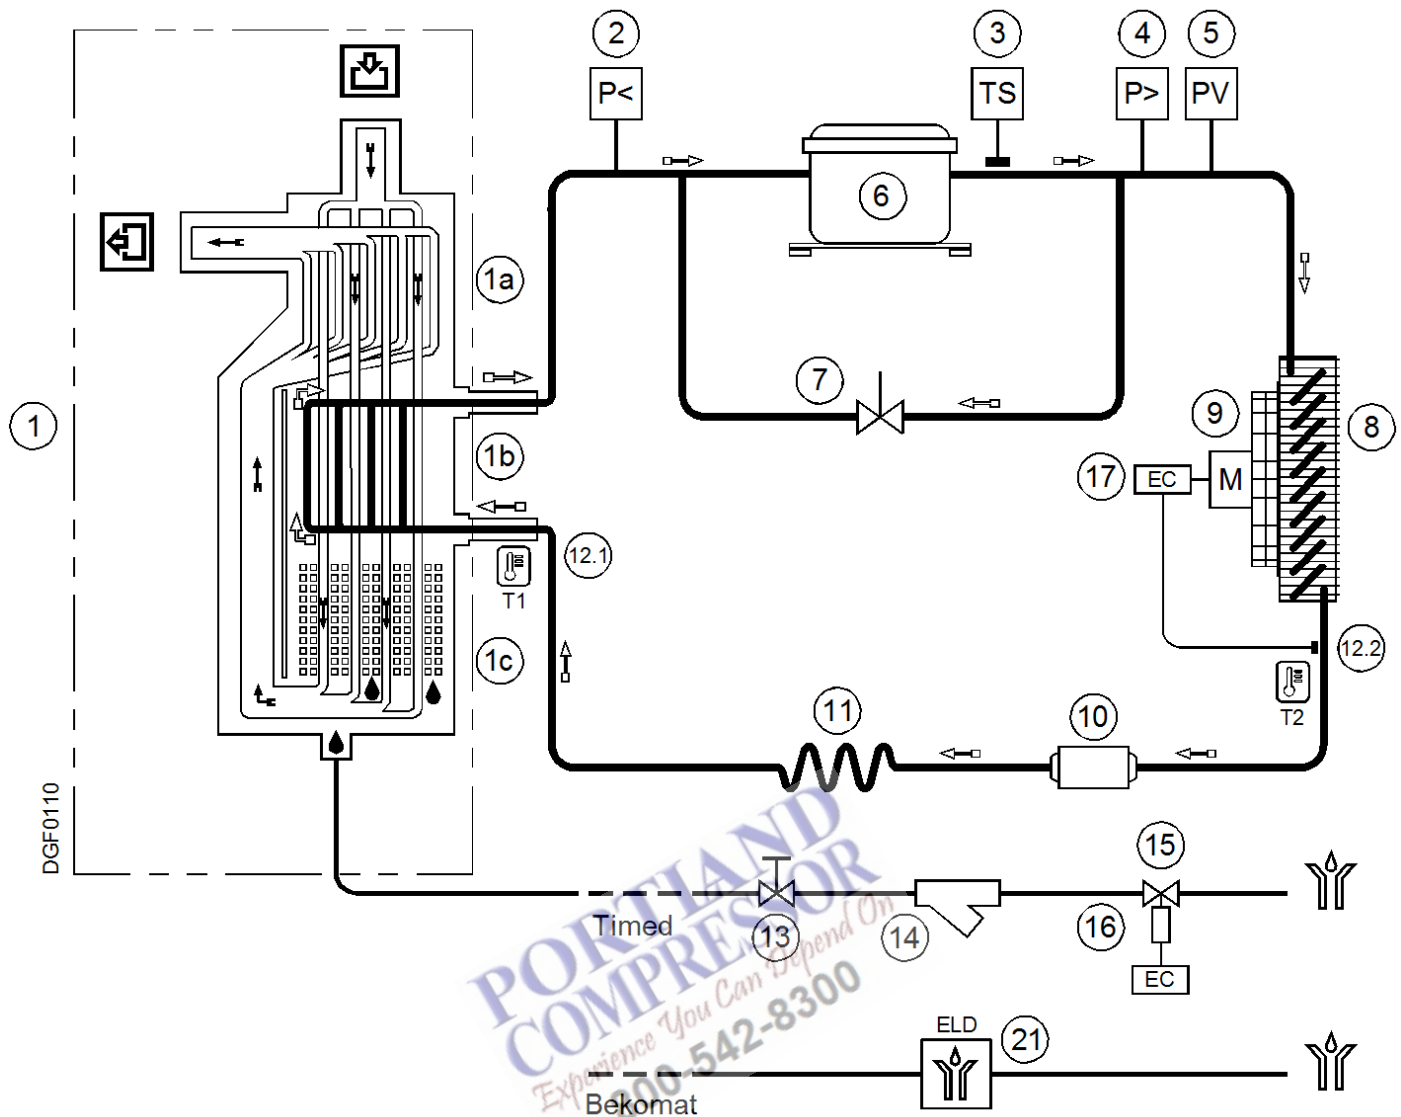 2
3
4
5
P<
TS
P>
PV
6
1a
7
9
8
1
1b
17
EC
M
12.1
T1
1c
12.2
T2
11
10
DGF0110
15
Timed
13
14
16
EC
PORTLAND
COMPRESSOR
Experience You Can Depend On
800-542-8300
ELD
21
Bekomat